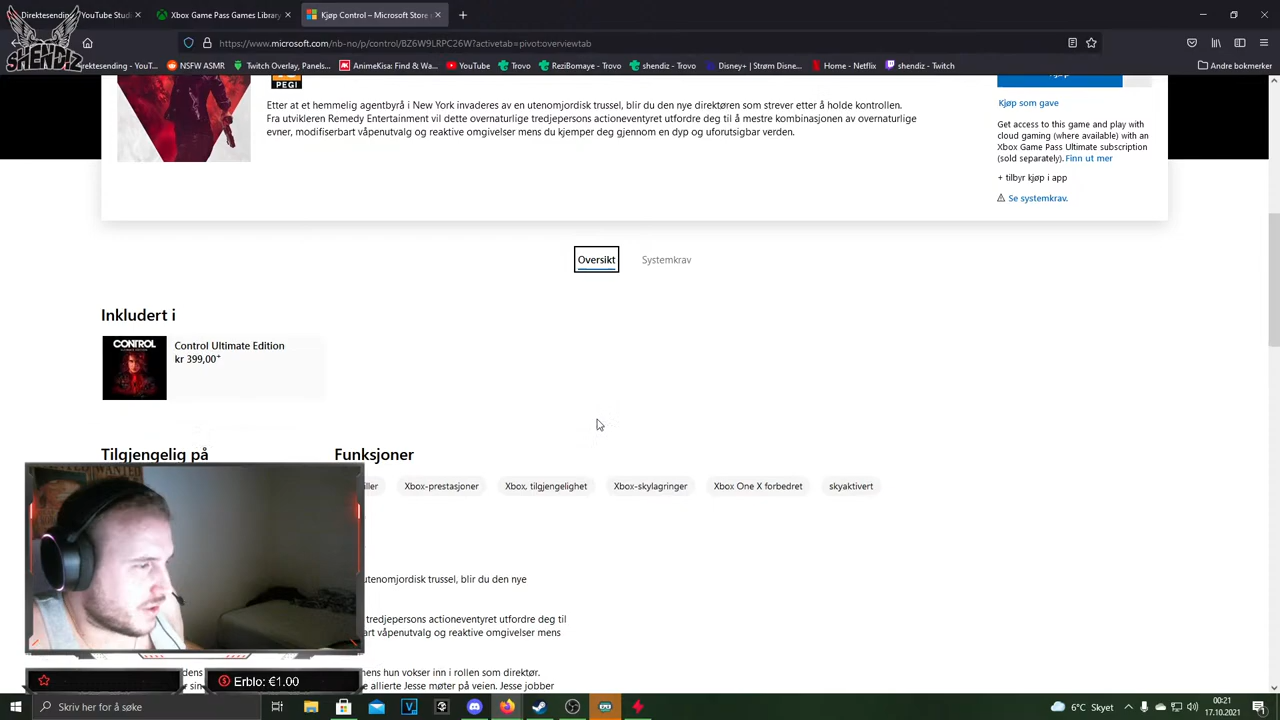 Direktesending - YouTube Studi
Xbox Game Pass Games Library
Kjøp Control – Microsoft Store
SHENDIZ
https://www.microsoft.com/nb-no/p/control/8Z6W9LRPC26W?activetab=pivot:overviewtab
Direktesending - YouT...
NSFW ASMR
Twitch Overlay, Panels...
AnimeKisa: Find & Wa...
YouTube
Trovo
ReziBomaye - Trovo
shendiz - Trovo
Disney+ | Strøm Disne...
Home - Netflix
shendiz - Twitch
Andre bokmerker
PEGI
Etter at et hemmelig agentbyrå i New York invaderes av en utenomjordisk trussel, blir du den nye direktøren som strever etter å holde kontrollen.
Fra utvikleren Remedy Entertainment vil dette overnaturlige tredjepersons actioneventyret utfordre deg til å mestre kombinasjonen av overnaturlige
evner, modifiserbart våpenutvalg og reaktive omgivelser mens du kjemper deg gjennom en dyp og uforutsigbar verden.
Kjøp som gave
Get access to this game and play with
cloud gaming (where available) with an
Xbox Game Pass Ultimate subscription
(sold separately). Finn ut mer
+ tilbyr kjøp i app
Se systemkrav.
Oversikt
Systemkrav
Inkludert i
CONTROL
Control Ultimate Edition
kr 399,00+
Tilgjengelig på
Funksjoner
iller
Xbox-prestasjoner
Xbox, tilgjengelighet
Xbox-skylagringer
Xbox One X forbedret
skyaktivert
utenomjordisk trussel, blir du den nye
tredjepersons actioneventyret utfordre deg til
art våpenutvalg og reaktive omgivelser mens
dens
mens hun vokser inn i rollen som direktør.
e allierte Jesse møter på veien. Jesse jobber
Erblo: €1.00
Skriv her for å søke
6°C Skyet
00:21
17.10.2021